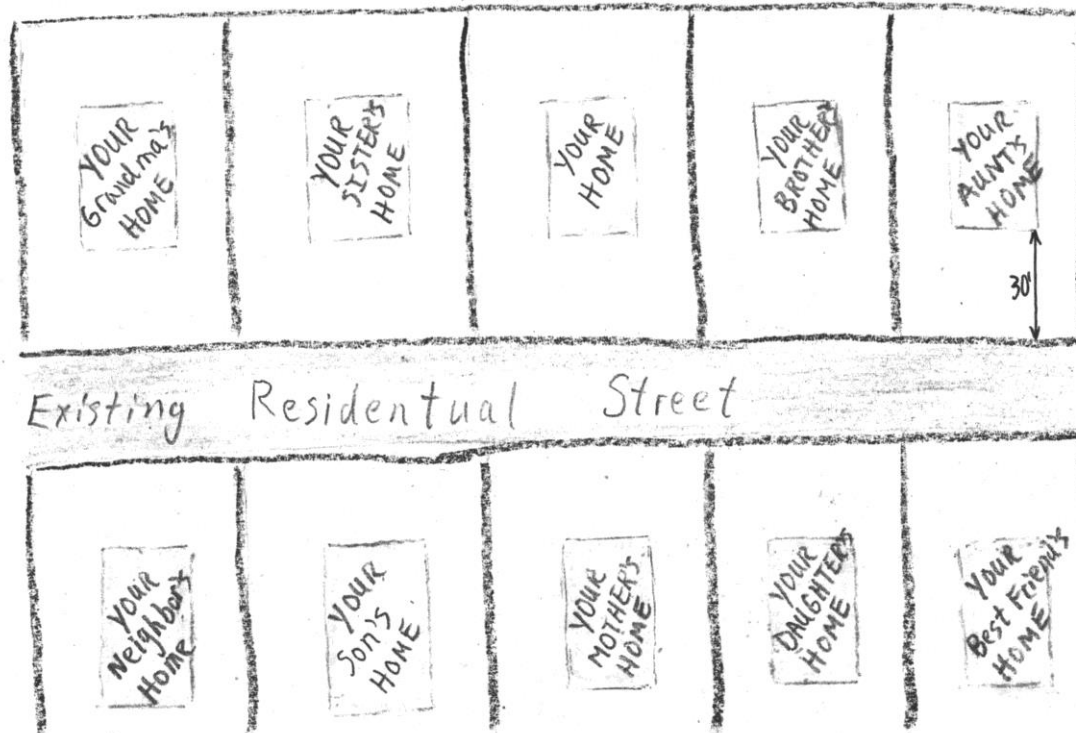 YOUR
Grandma's
HOME
YOUR
SISTER'S
HOME
YOUR
HOME
YOUR
BROTHER'S
HOME
YOUR
AUNT'S
HOME
30'
Existing Residentual Street
YOUR
Neighbor's
Home
YOUR
Son's
HOME
YOUR
MOTHER'S
HOME
YOUR
DAUGHTER'S
HOME
YOUR
Best Friend's
HOME